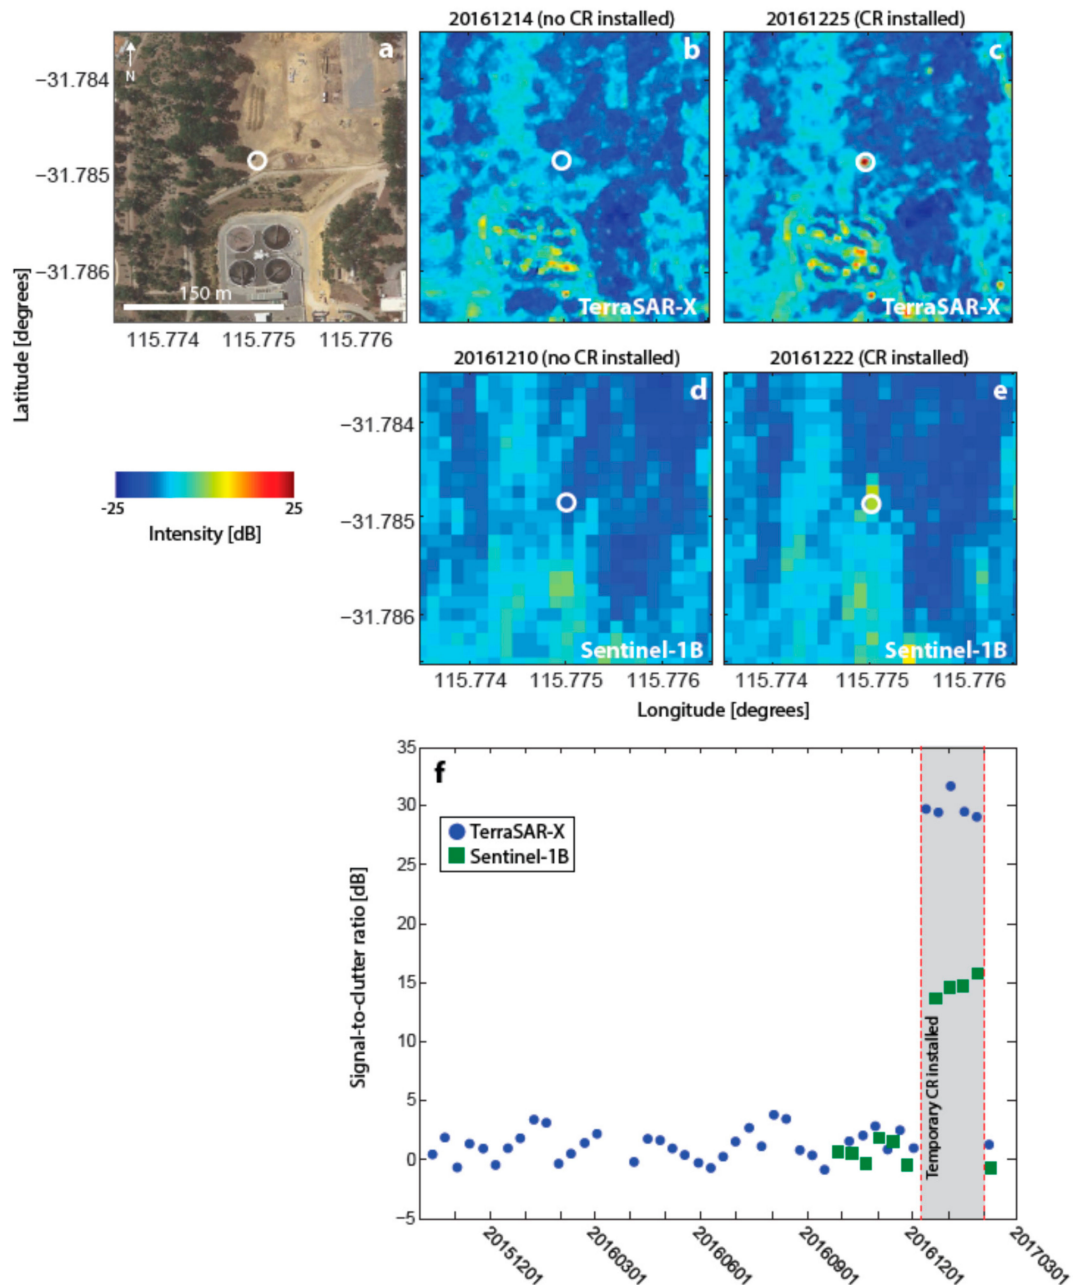 20161214 (no CR installed)
20161225 (CR installed)
a
b
c
N
−31.784
−31.785
−31.786
150 m
TerraSAR-X
TerraSAR-X
115.774
115.775
115.776
Latitude [degrees]
20161210 (no CR installed)
20161222 (CR installed)
d
e
−31.784
−31.785
−31.786
-25
25
Intensity [dB]
Sentinel-1B
Sentinel-1B
115.774
115.775
115.776
115.774
115.775
115.776
Longitude [degrees]
f
35
30
25
20
15
10
5
0
−5
Signal-to-clutter ratio [dB]
TerraSAR-X
Sentinel-1B
Temporary CR installed
20151201
20160301
20160601
20160901
20161201
20170301